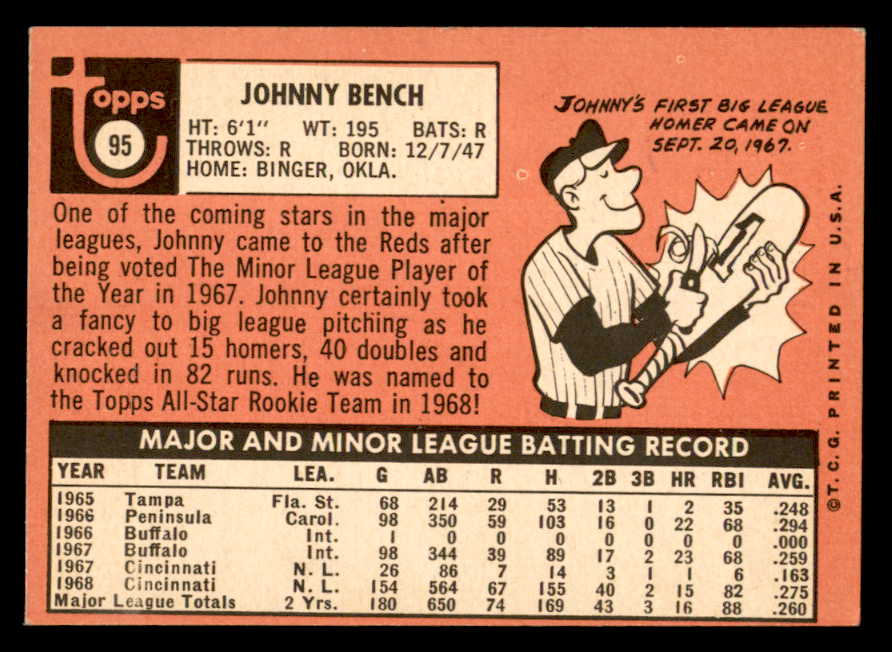 topps
95
JOHNNY BENCH
HT: 6'1" WT: 195 BATS: R
THROWS: R BORN: 12/7/47
HOME: BINGER, OKLA.
One of the coming stars in the major
leagues, Johnny came to the Reds after
being voted The Minor League Player of
the Year in 1967. Johnny certainly took
a fancy to big league pitching as he
cracked out 15 homers, 40 doubles and
knocked in 82 runs. He was named to
the Topps All-Star Rookie Team in 1968!
JOHNNY'S FIRST BIG LEAGUE
HOMER CAME ON
SEPT. 20, 1967.
1
©T.C.G. PRINTED IN U.S.A.
MAJOR AND MINOR LEAGUE BATTING RECORD
YEAR TEAM LEA. G AB R H 2B 3B HR RBI AVG.
1965 Tampa Fla. St. 68 214 29 53 13 1 2 35 .248
1966 Peninsula Carol. 98 350 59 103 16 0 22 68 .294
1966 Buffalo Int. 1 0 0 0 0 0 0 0 .000
1967 Buffalo Int. 98 344 39 89 17 2 23 68 .259
1967 Cincinnati N. L. 26 86 7 14 3 1 1 6 .163
1968 Cincinnati N. L. 154 564 67 155 40 2 15 82 .275
Major League Totals 2 Yrs. 180 650 74 169 43 3 16 88 .260